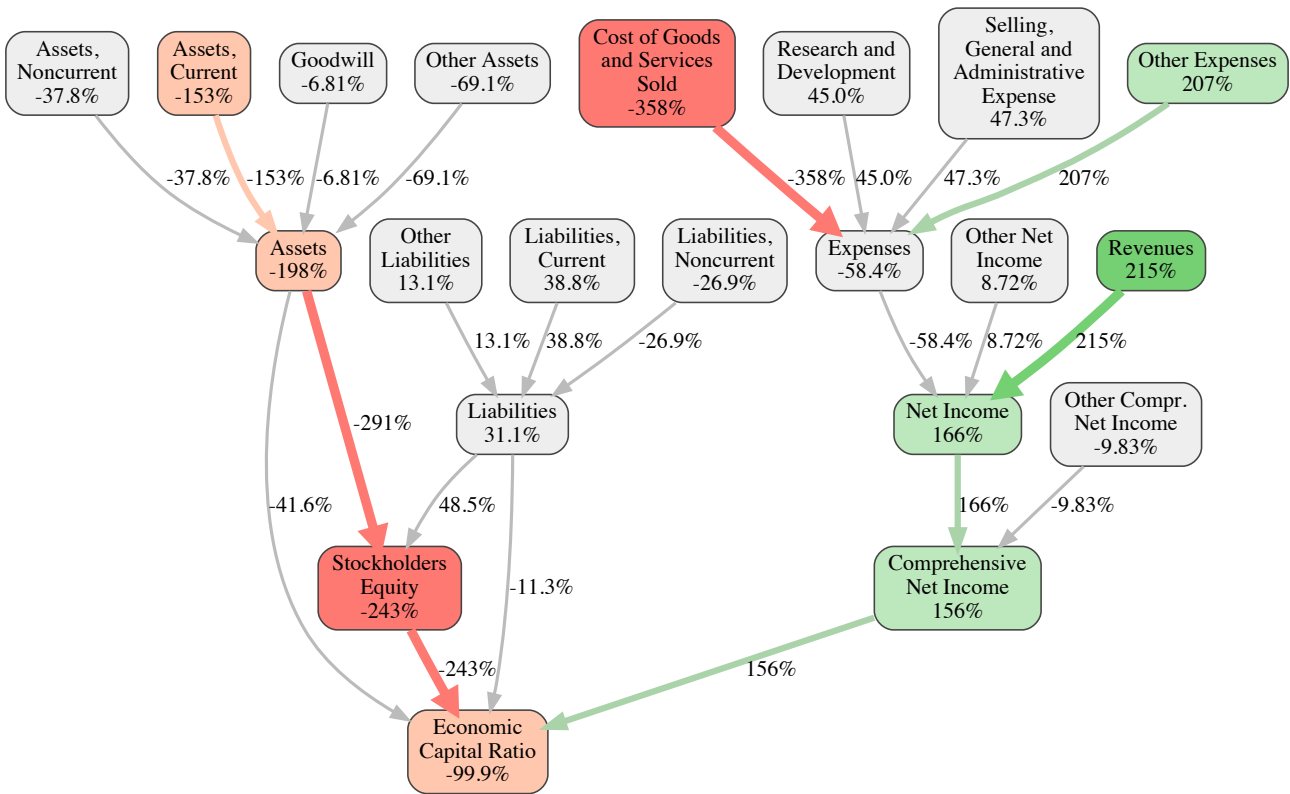 Assets,
Noncurrent
-37.8%
Assets,
Current
-153%
Goodwill
-6.81%
Other Assets
-69.1%
Cost of Goods
and Services
Sold
-358%
Research and
Development
45.0%
Selling,
General and
Administrative
Expense
47.3%
Other Expenses
207%
-37.8%
-153%
-6.81%
-69.1%
-358%
45.0%
47.3%
207%
Assets
-198%
Other
Liabilities
13.1%
Liabilities,
Current
38.8%
Liabilities,
Noncurrent
-26.9%
Expenses
-58.4%
Other Net
Income
8.72%
Revenues
215%
13.1%
38.8%
-26.9%
-58.4%
8.72%
215%
-291%
Liabilities
31.1%
Net Income
166%
Other Compr.
Net Income
-9.83%
-41.6%
48.5%
166%
-9.83%
Stockholders
Equity
-243%
-11.3%
Comprehensive
Net Income
156%
-243%
156%
Economic
Capital Ratio
-99.9%